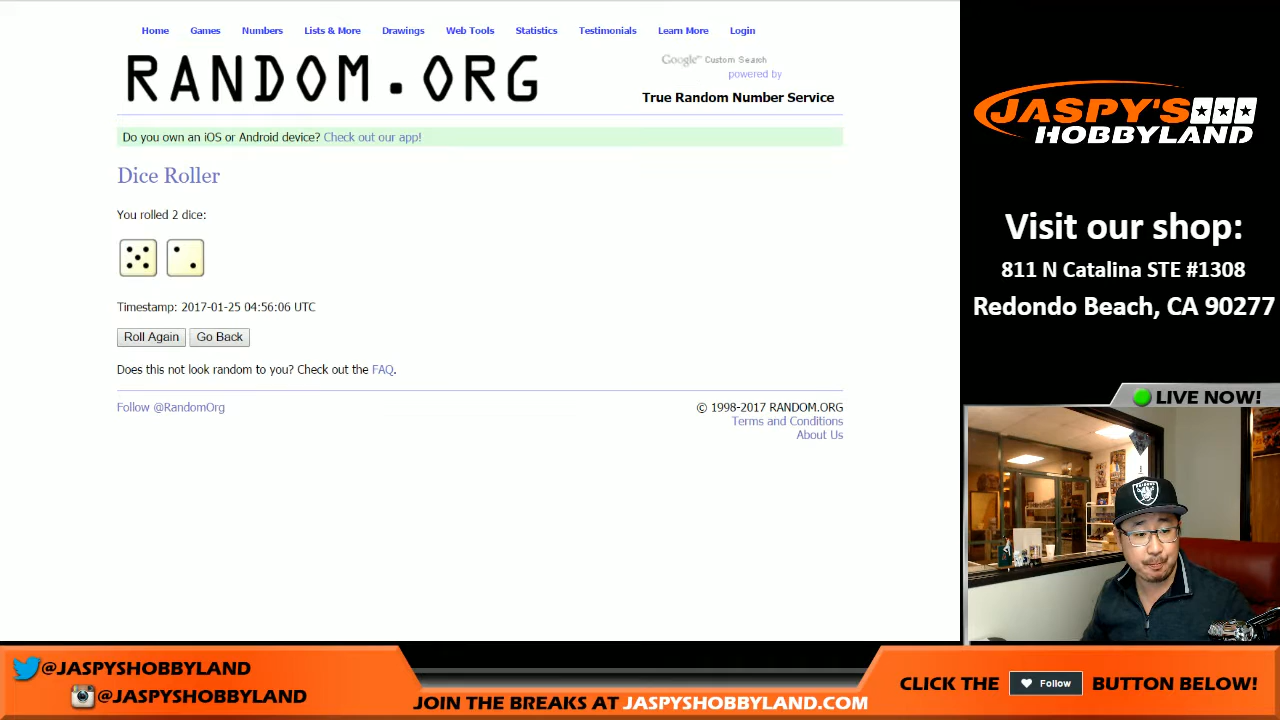 Home Games Numbers Lists & More Drawings Web Tools Statistics Testimonials Learn More Login
RANDOM.ORG
Google™ Custom Search
powered by
True Random Number Service
Do you own an iOS or Android device? Check out our app!
Dice Roller
You rolled 2 dice:
Timestamp: 2017-01-25 04:56:06 UTC
Roll Again Go Back
Does this not look random to you? Check out the FAQ.
Follow @RandomOrg
© 1998-2017 RANDOM.ORG
Terms and Conditions
About Us
JASPY'S
HOBBYLAND
Visit our shop:
811 N Catalina STE #1308
Redondo Beach, CA 90277
LIVE NOW!
RAIDERS
@JASPYSHOBBYLAND
@JASPYSHOBBYLAND
JOIN THE BREAKS AT JASPYSHOBBYLAND.COM
CLICK THE Follow BUTTON BELOW!